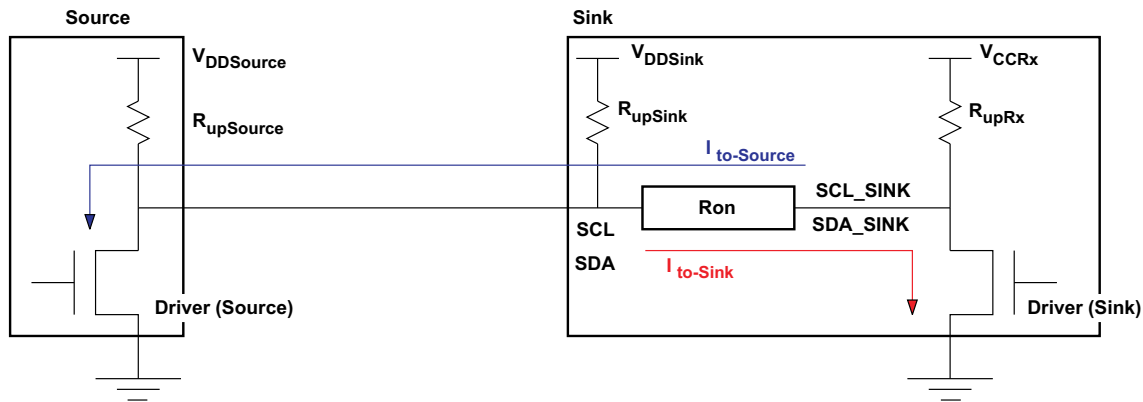 Source
Sink
VDDSource
VDDSink
VCCRx
RupSource
RupSink
RupRx
I to-Source
Ron
SCL_SINK
SDA_SINK
SCL
SDA
I to-Sink
Driver (Source)
Driver (Sink)